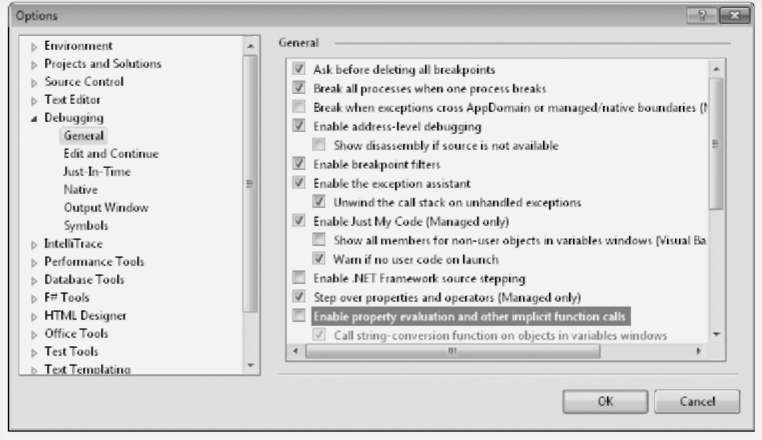 Options
Environment
Projects and Solutions
Source Control
Text Editor
Debugging
General
Edit and Continue
Just-In-Time
Native
Output Window
Symbols
IntelliTrace
Performance Tools
Database Tools
F# Tools
HTML Designer
Office Tools
Test Tools
Text Templating
General
Ask before deleting all breakpoints
Break all processes when one process breaks
Break when exceptions cross AppDomain or managed/native boundaries (
Enable address-level debugging
Show disassembly if source is not available
Enable breakpoint filters
Enable the exception assistant
Unwind the call stack on unhandled exceptions
Enable Just My Code (Managed only)
Show all members for non-user objects in variables windows (Visual Ba
Warn if no user code on launch
Enable .NET Framework source stepping
Step over properties and operators (Managed only)
Enable property evaluation and other implicit function calls
Call string-conversion function on objects in variables windows
OK
Cancel